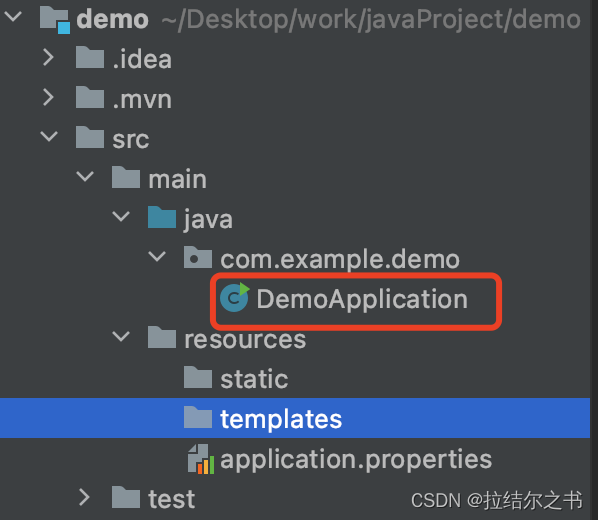 demo ~/Desktop/work/javaProject/demo
.idea
.mvn
src
main
java
com.example.demo
C DemoApplication
resources
static
templates
application.properties
test
CSDN @拉结尔之书